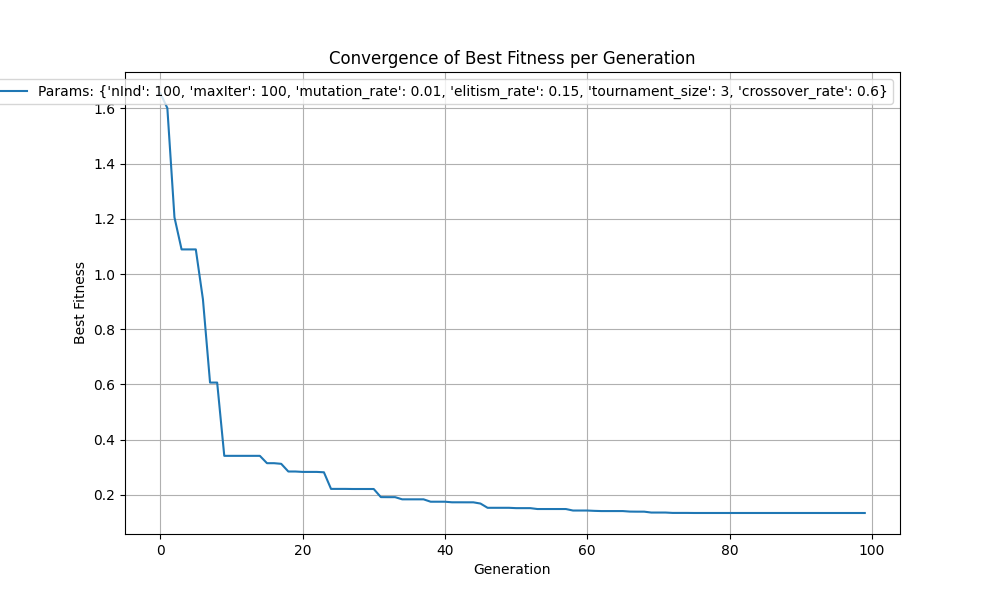 Convergence of Best Fitness per Generation
Params: {'nInd': 100, 'maxIter': 100, 'mutation_rate': 0.01, 'elitism_rate': 0.15, 'tournament_size': 3, 'crossover_rate': 0.6}
1.6
1.4
1.2
1.0
0.8
0.6
0.4
0.2
Best Fitness
0 20 40 60 80 100
Generation